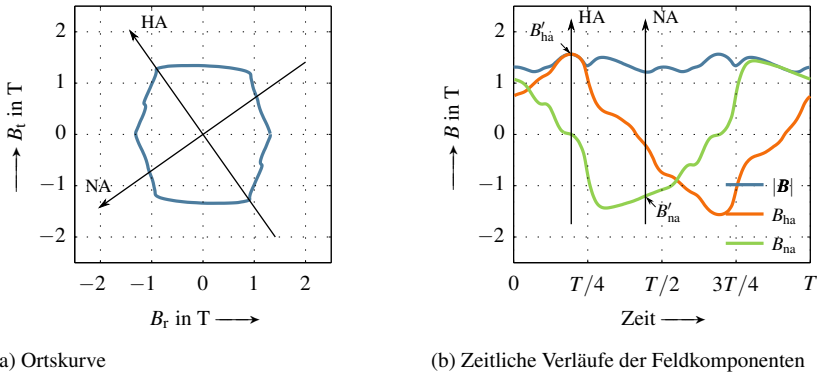 HA
NA
B_t in T
2
1
0
−1
−2
−2
−1
0
1
2
B_r in T
a) Ortskurve
HA
NA
B′_ha
B′_na
B in T
2
1
0
−1
−2
|B|
B_ha
B_na
0
T/4
T/2
3T/4
T
Zeit
(b) Zeitliche Verläufe der Feldkomponenten